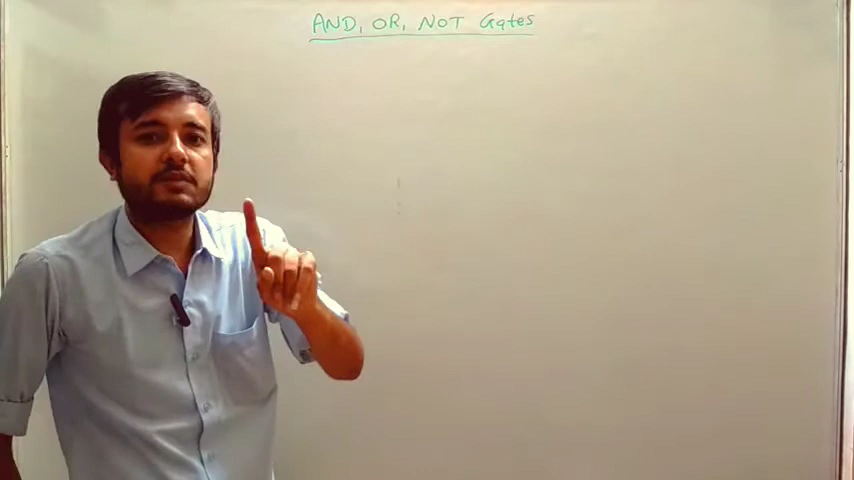 AND, OR, NOT Gates